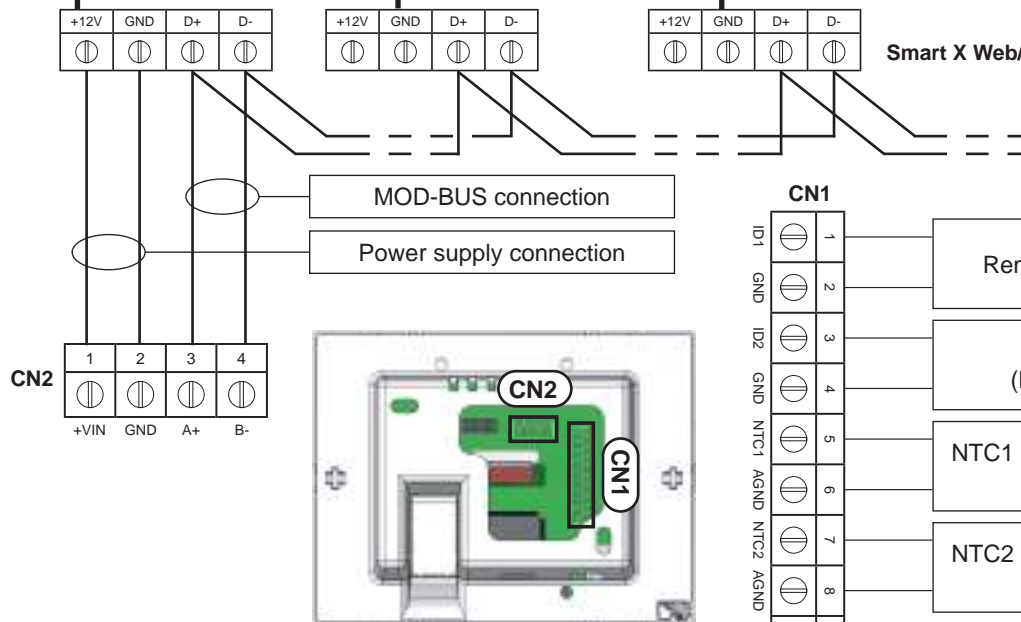 +12V GND D+ D-
+12V GND D+ D-
+12V GND D+ D-
Smart X Web/
MOD-BUS connection
Power supply connection
CN2
1 2 3 4
+VIN GND A+ B-
CN2
CN1
CN1
ID1 1
GND 2
ID2 3
GND 4
NTC1 5
AGND 6
NTC2 7
AGND 8
Rem
(
NTC1
NTC2